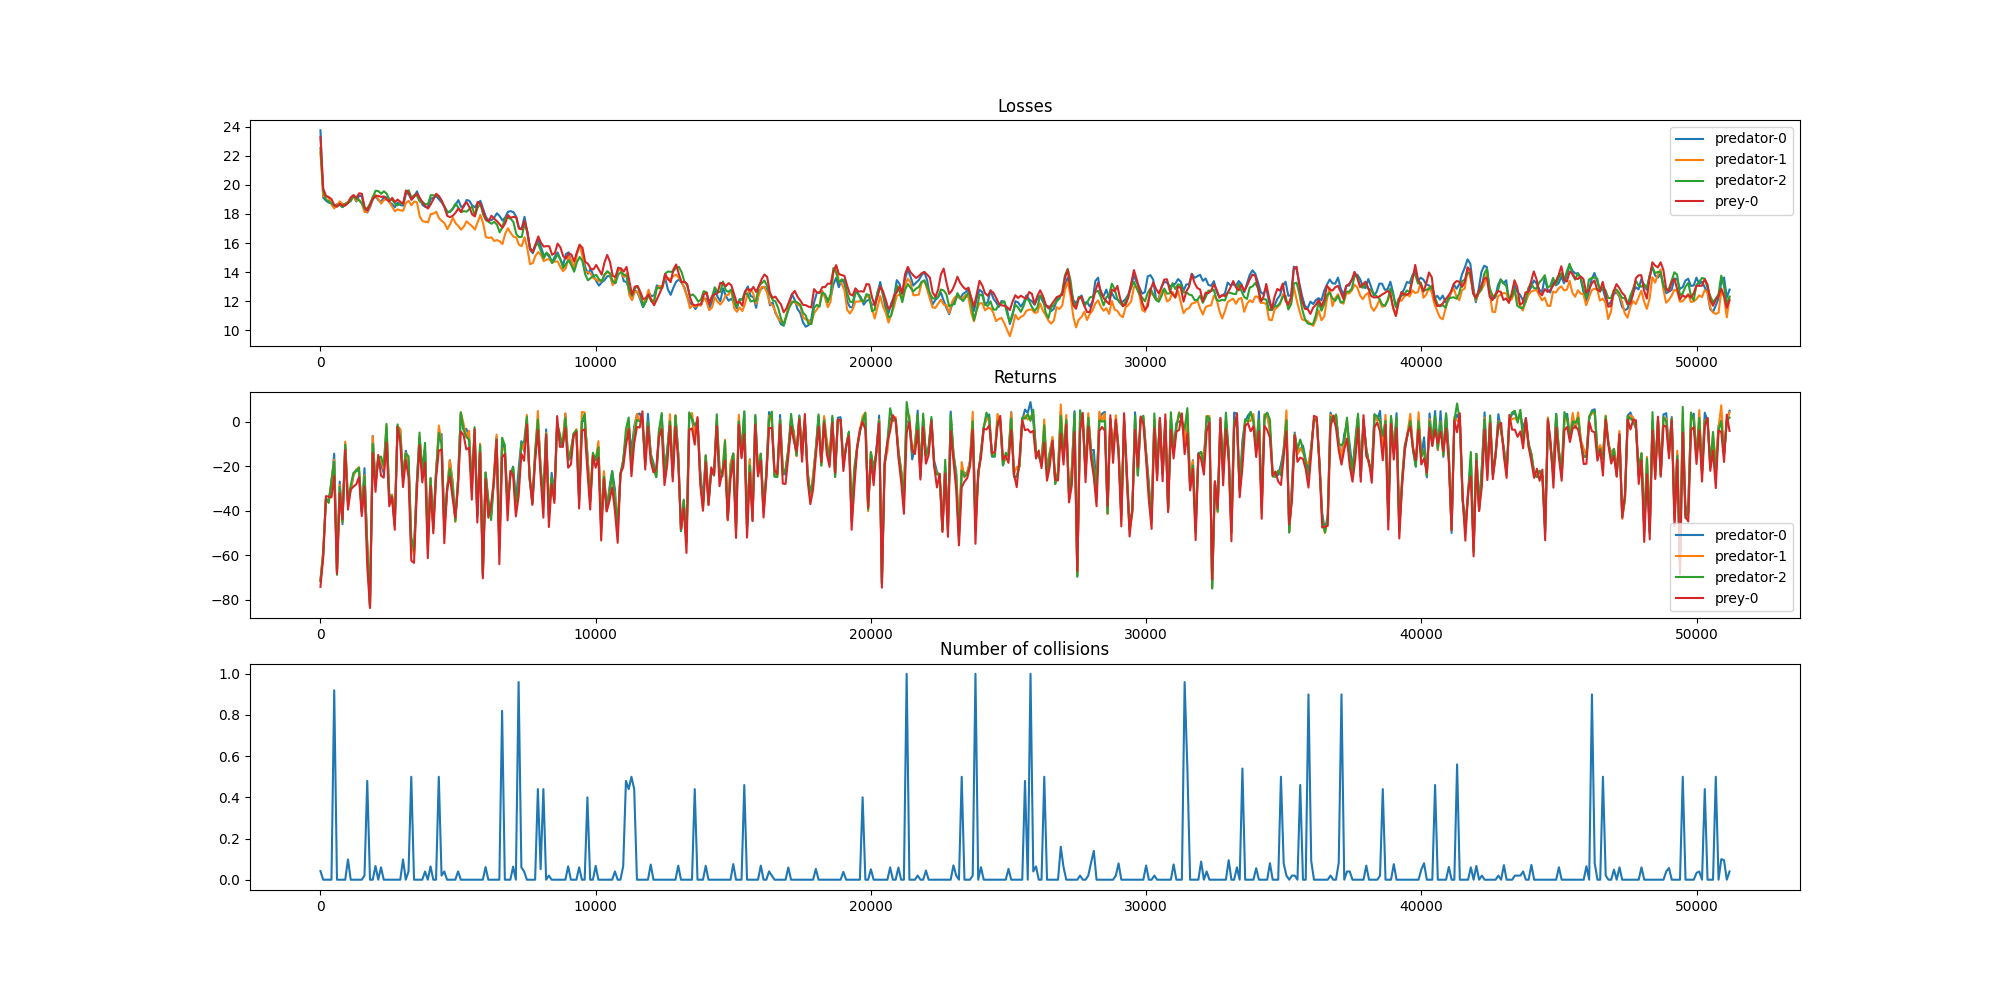 Losses
24
22
20
18
16
14
12
10
predator-0
predator-1
predator-2
prey-0
0 10000 20000 30000 40000 50000
Returns
0
−20
−40
−60
−80
predator-0
predator-1
predator-2
prey-0
0 10000 20000 30000 40000 50000
Number of collisions
1.0
0.8
0.6
0.4
0.2
0.0
0 10000 20000 30000 40000 50000